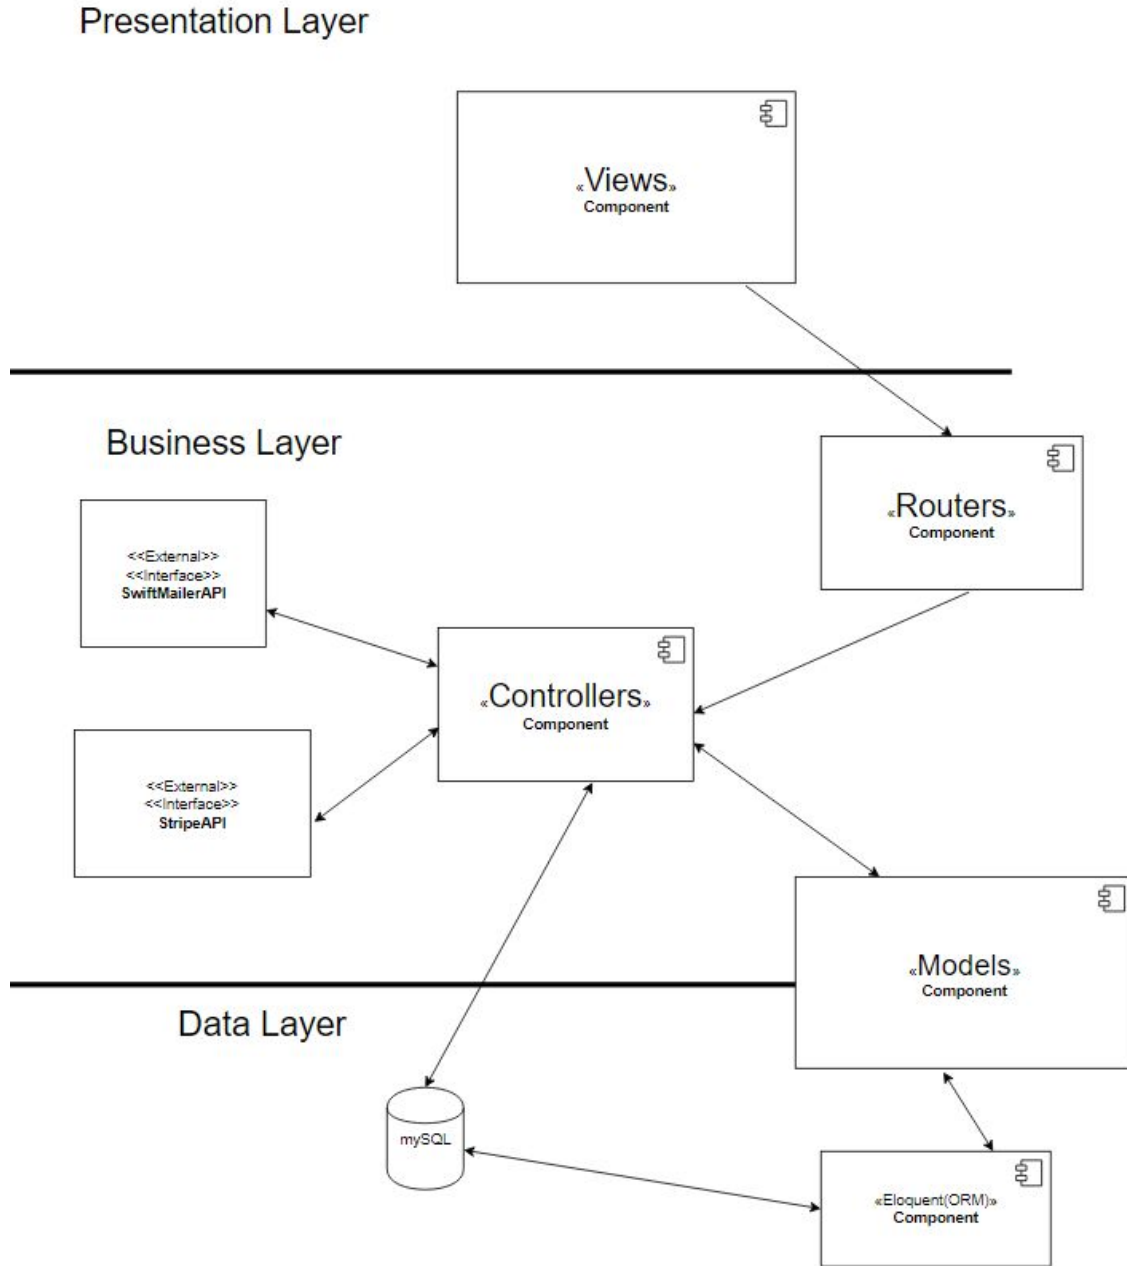 Presentation Layer
«Views»
Component
Business Layer
«Routers»
Component
<<External>>
<<Interface>>
SwiftMailerAPI
«Controllers»
Component
<<External>>
<<Interface>>
StripeAPI
«Models»
Component
Data Layer
mySQL
«Eloquent(ORM)»
Component